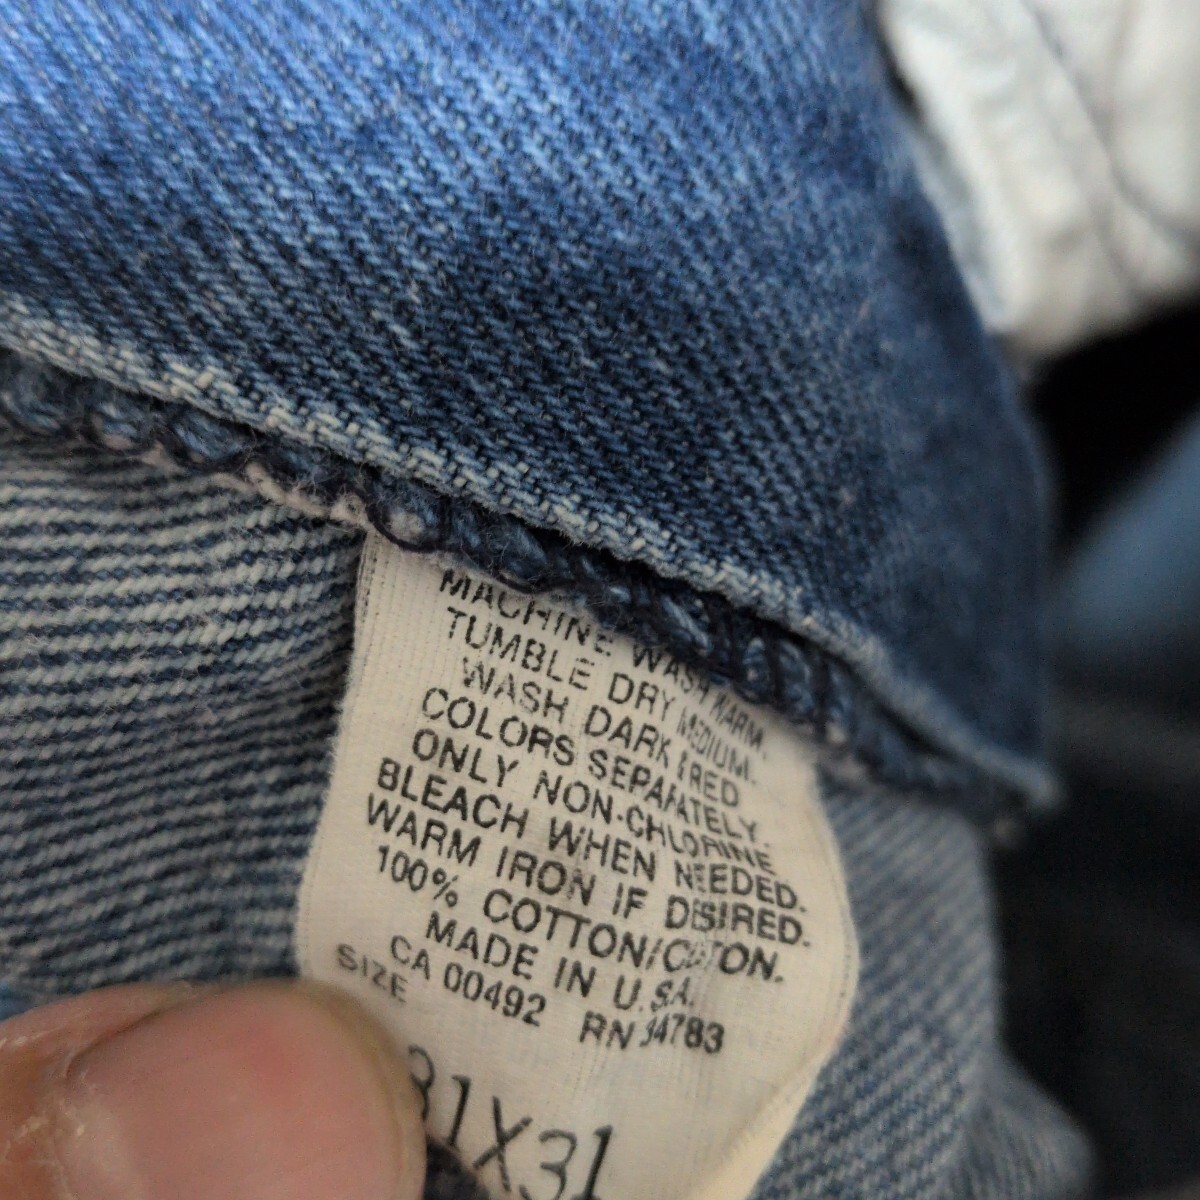 MACHINE WASH WARM.
TUMBLE DRY MEDIUM.
WASH DARK & RED
COLORS SEPARATELY.
ONLY NON-CHLORINE
BLEACH WHEN NEEDED.
WARM IRON IF DESIRED.
100% COTTON/COTON.
MADE IN U.S.A.
CA 00492 RN 34783
SIZE
31X31